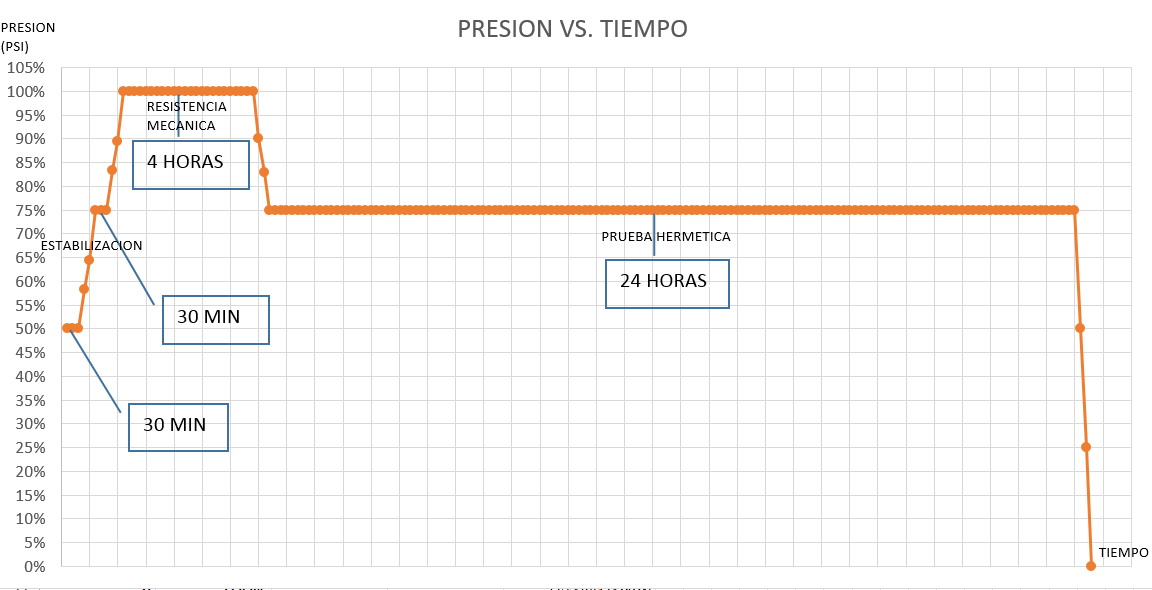 PRESION VS. TIEMPO
PRESION
(PSI)
105%
100%
95%
90%
85%
80%
75%
70%
65%
60%
55%
50%
45%
40%
35%
30%
25%
20%
15%
10%
5%
0%
RESISTENCIA
MECANICA
4 HORAS
ESTABILIZACION
30 MIN
30 MIN
PRUEBA HERMETICA
24 HORAS
TIEMPO